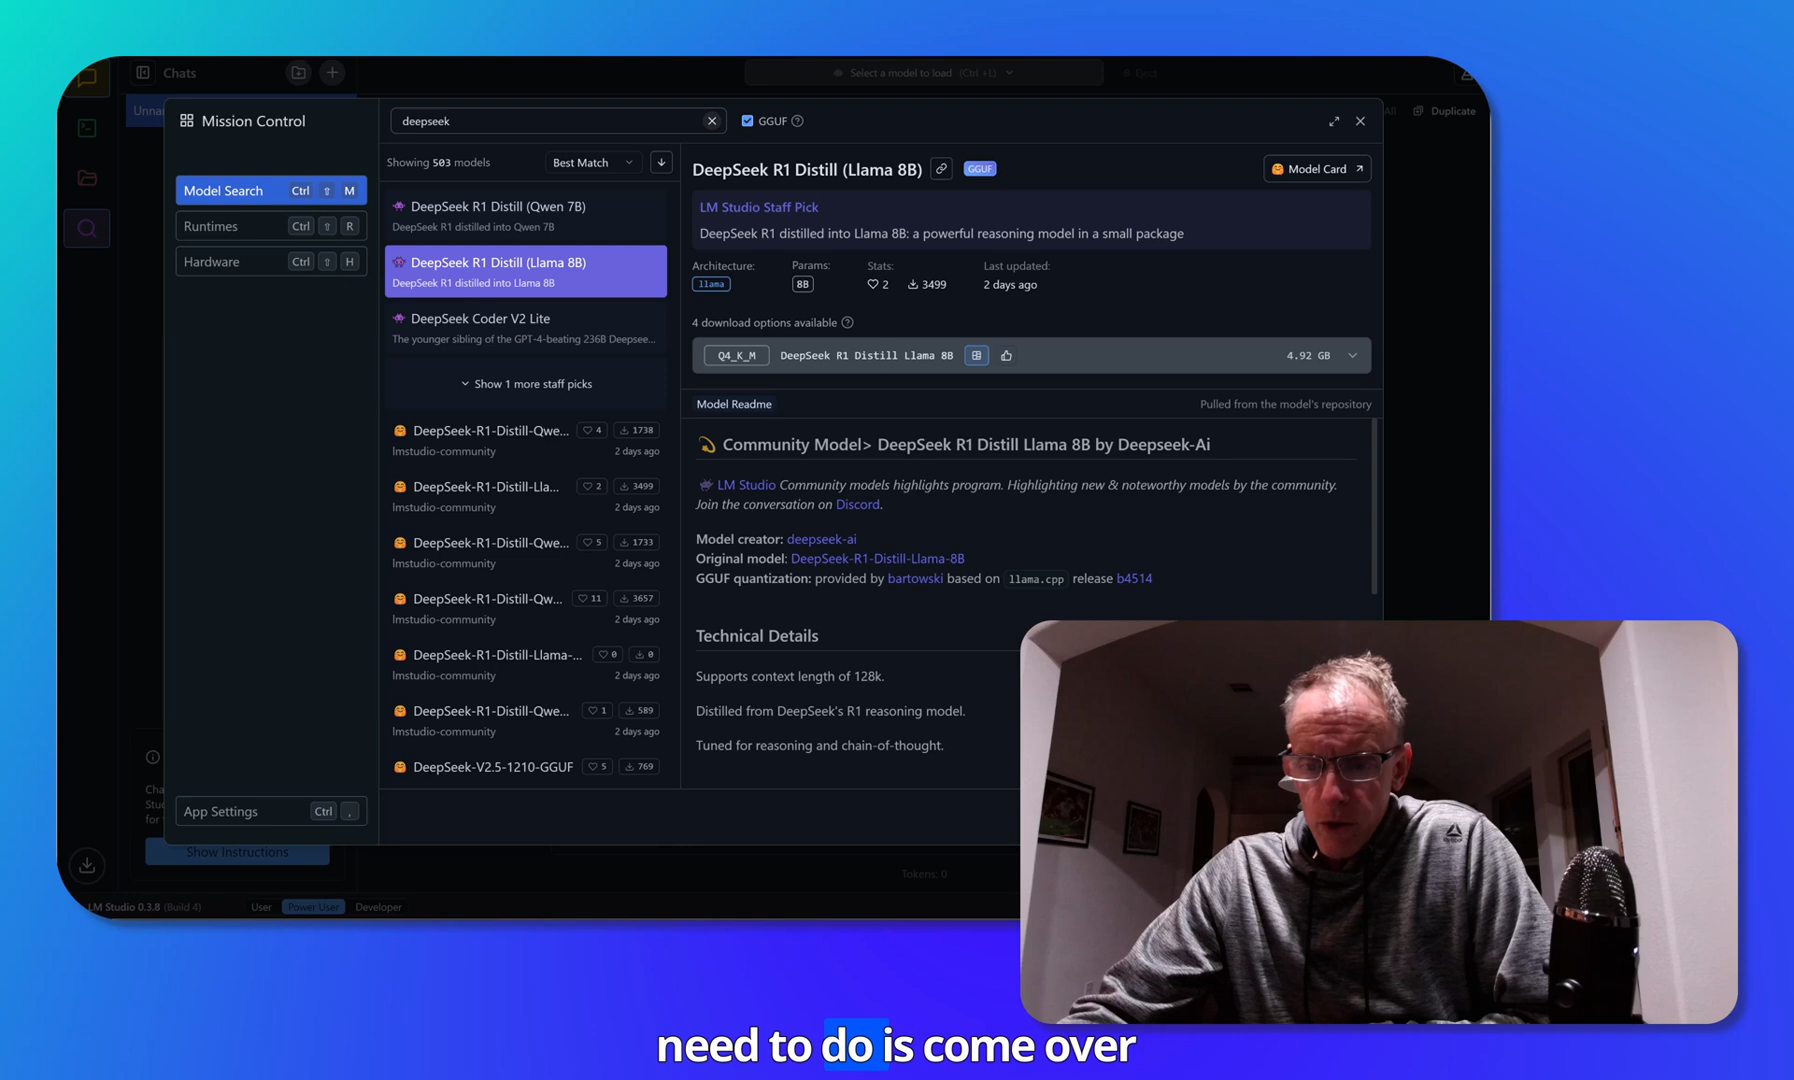 Chats
Select a model to load (Ctrl + L)
Eject
Unna
Duplicate
Mission Control
deepseek
GGUF
Model Search Ctrl ⇧ M
Runtimes Ctrl ⇧ R
Hardware Ctrl ⇧ H
App Settings Ctrl ,
Showing 503 models
Best Match
DeepSeek R1 Distill (Qwen 7B)
DeepSeek R1 distilled into Qwen 7B
DeepSeek R1 Distill (Llama 8B)
DeepSeek R1 distilled into Llama 8B
DeepSeek Coder V2 Lite
The younger sibling of the GPT-4-beating 236B Deepsee...
Show 1 more staff picks
DeepSeek-R1-Distill-Qwe... 4 1738
lmstudio-community 2 days ago
DeepSeek-R1-Distill-Lla... 2 3499
lmstudio-community 2 days ago
DeepSeek-R1-Distill-Qwe... 5 1733
lmstudio-community 2 days ago
DeepSeek-R1-Distill-Qw... 11 3657
lmstudio-community 2 days ago
DeepSeek-R1-Distill-Llama-... 0 0
lmstudio-community 2 days ago
DeepSeek-R1-Distill-Qwe... 1 589
lmstudio-community 2 days ago
DeepSeek-V2.5-1210-GGUF 5 769
DeepSeek R1 Distill (Llama 8B) GGUF
Model Card
LM Studio Staff Pick
DeepSeek R1 distilled into Llama 8B: a powerful reasoning model in a small package
Architecture: Params: Stats: Last updated:
llama 8B 2 3499 2 days ago
4 download options available
Q4_K_M DeepSeek R1 Distill Llama 8B 4.92 GB
Model Readme Pulled from the model's repository
Community Model> DeepSeek R1 Distill Llama 8B by Deepseek-Ai
LM Studio Community models highlights program. Highlighting new & noteworthy models by the community.
Join the conversation on Discord.
Model creator: deepseek-ai
Original model: DeepSeek-R1-Distill-Llama-8B
GGUF quantization: provided by bartowski based on llama.cpp release b4514
Technical Details
Supports context length of 128k.
Distilled from DeepSeek's R1 reasoning model.
Tuned for reasoning and chain-of-thought.
Show Instructions
Tokens: 0
LM Studio 0.3.8 (Build 4) User Power User Developer
need to do is come over